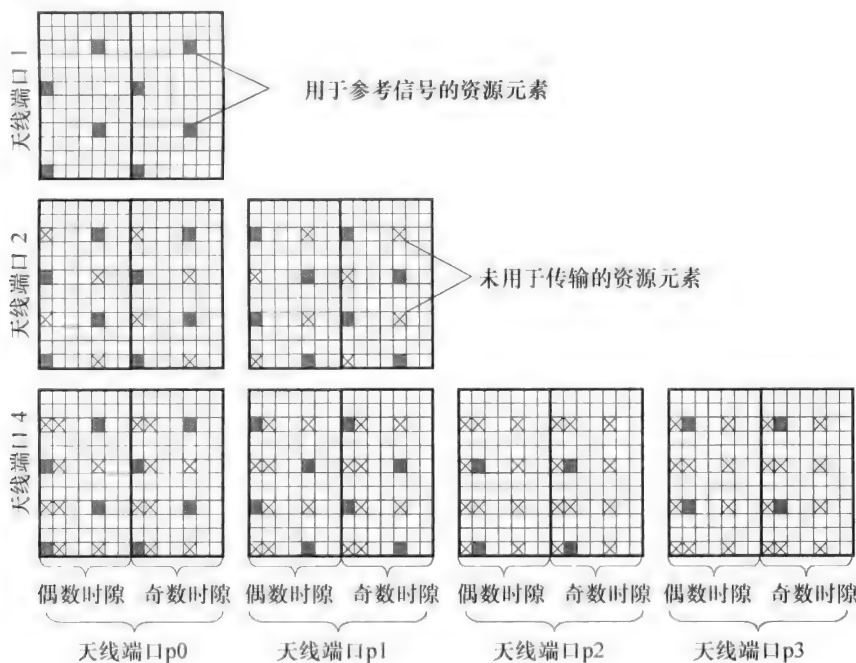 天线端口 1
用于参考信号的资源元素
天线端口 2
未用于传输的资源元素
天线端口 4
偶数时隙 奇数时隙 偶数时隙 奇数时隙 偶数时隙 奇数时隙 偶数时隙 奇数时隙
天线端口p0 天线端口p1 天线端口p2 天线端口p3